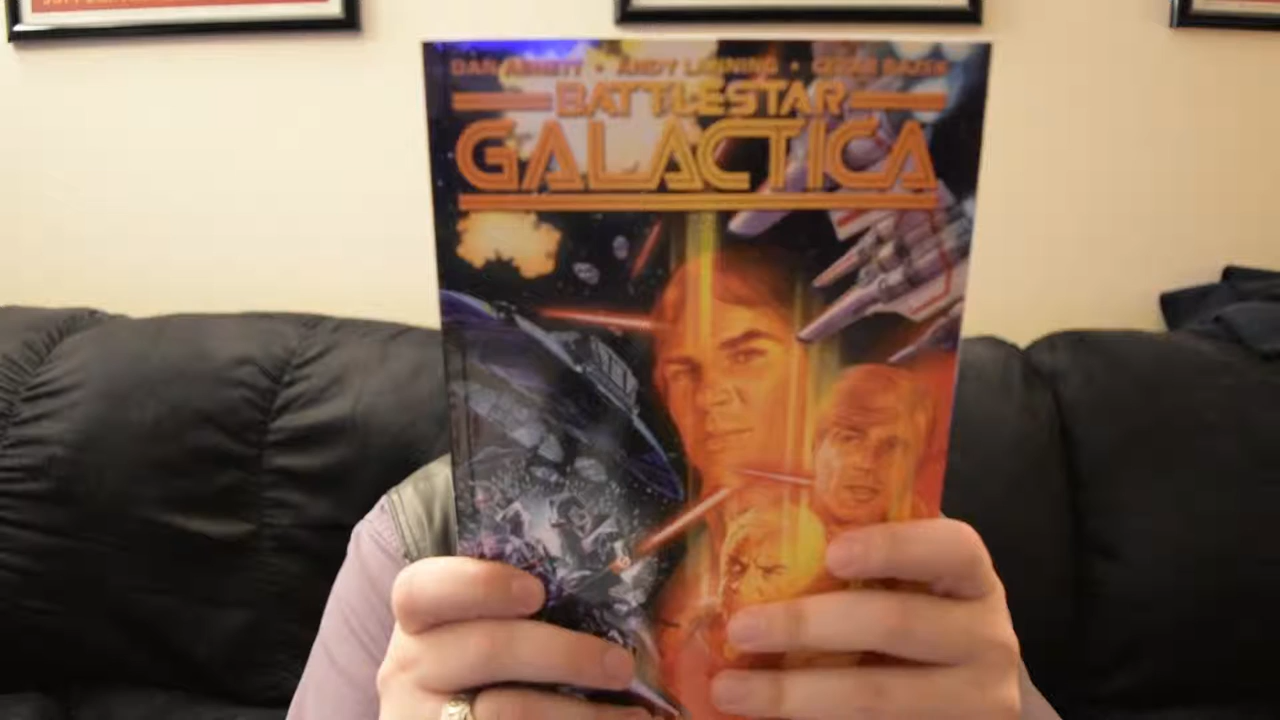 DAN ABNETT • ANDY LANNING • CEZAR RAZEK
BATTLESTAR
GALACTICA